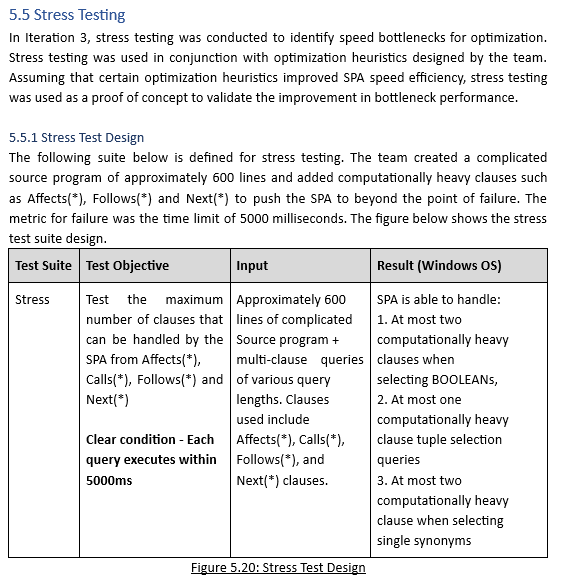 5.5 Stress Testing
In Iteration 3, stress testing was conducted to identify speed bottlenecks for optimization.
Stress testing was used in conjunction with optimization heuristics designed by the team.
Assuming that certain optimization heuristics improved SPA speed efficiency, stress testing
was used as a proof of concept to validate the improvement in bottleneck performance.
5.5.1 Stress Test Design
The following suite below is defined for stress testing. The team created a complicated
source program of approximately 600 lines and added computationally heavy clauses such
as Affects(*), Follows(*) and Next(*) to push the SPA to beyond the point of failure. The
metric for failure was the time limit of 5000 milliseconds. The figure below shows the stress
test suite design.
Test Suite
Test Objective
Input
Result (Windows OS)
Stress
Test the maximum
number of clauses that
can be handled by the
SPA from Affects(*),
Calls(*), Follows(*) and
Next(*)
Clear condition - Each
query executes within
5000ms
Approximately 600
lines of complicated
Source program +
multi-clause queries
of various query
lengths. Clauses
used include
Affects(*), Calls(*),
Follows(*), and
Next(*) clauses.
SPA is able to handle:
1. At most two
computationally heavy
clauses when
selecting BOOLEANs,
2. At most one
computationally heavy
clause tuple selection
queries
3. At most two
computationally heavy
clause when selecting
single synonyms
Figure 5.20: Stress Test Design